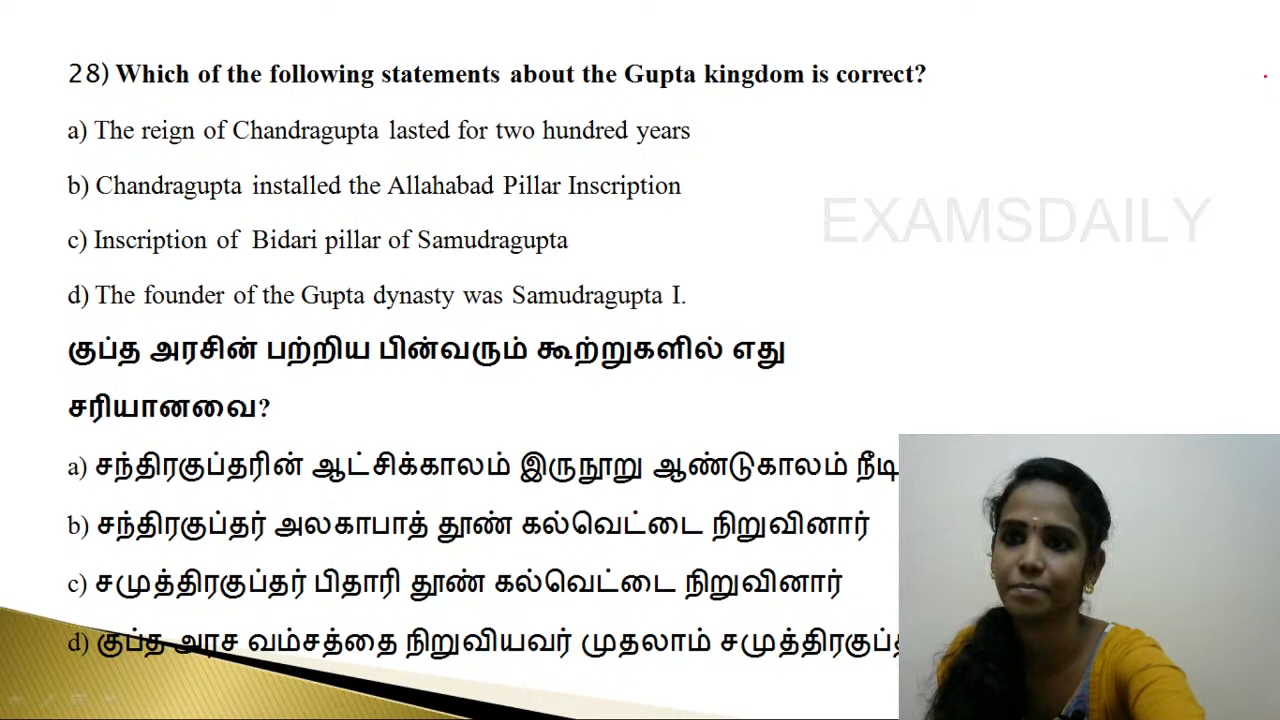 28) Which of the following statements about the Gupta kingdom is correct?
a) The reign of Chandragupta lasted for two hundred years
b) Chandragupta installed the Allahabad Pillar Inscription
EXAMSDAILY
c) Inscription of Bidari pillar of Samudragupta
d) The founder of the Gupta dynasty was Samudragupta I.
குப்த அரசின் பற்றிய பின்வரும் கூற்றுகளில் எது
சரியானவை?
a) சந்திரகுப்தரின் ஆட்சிக்காலம் இருநூறு ஆண்டுகாலம்
b) சந்திரகுப்தர் அலகாபாத் தூண் கல்வெட்டை நிறுவினார்
c) சமுத்திரகுப்தர் பிதாரி தூண் கல்வெட்டை நிறுவினார்
d) குப்த அரச வம்சத்தை நிறுவியவர் முதலாம்